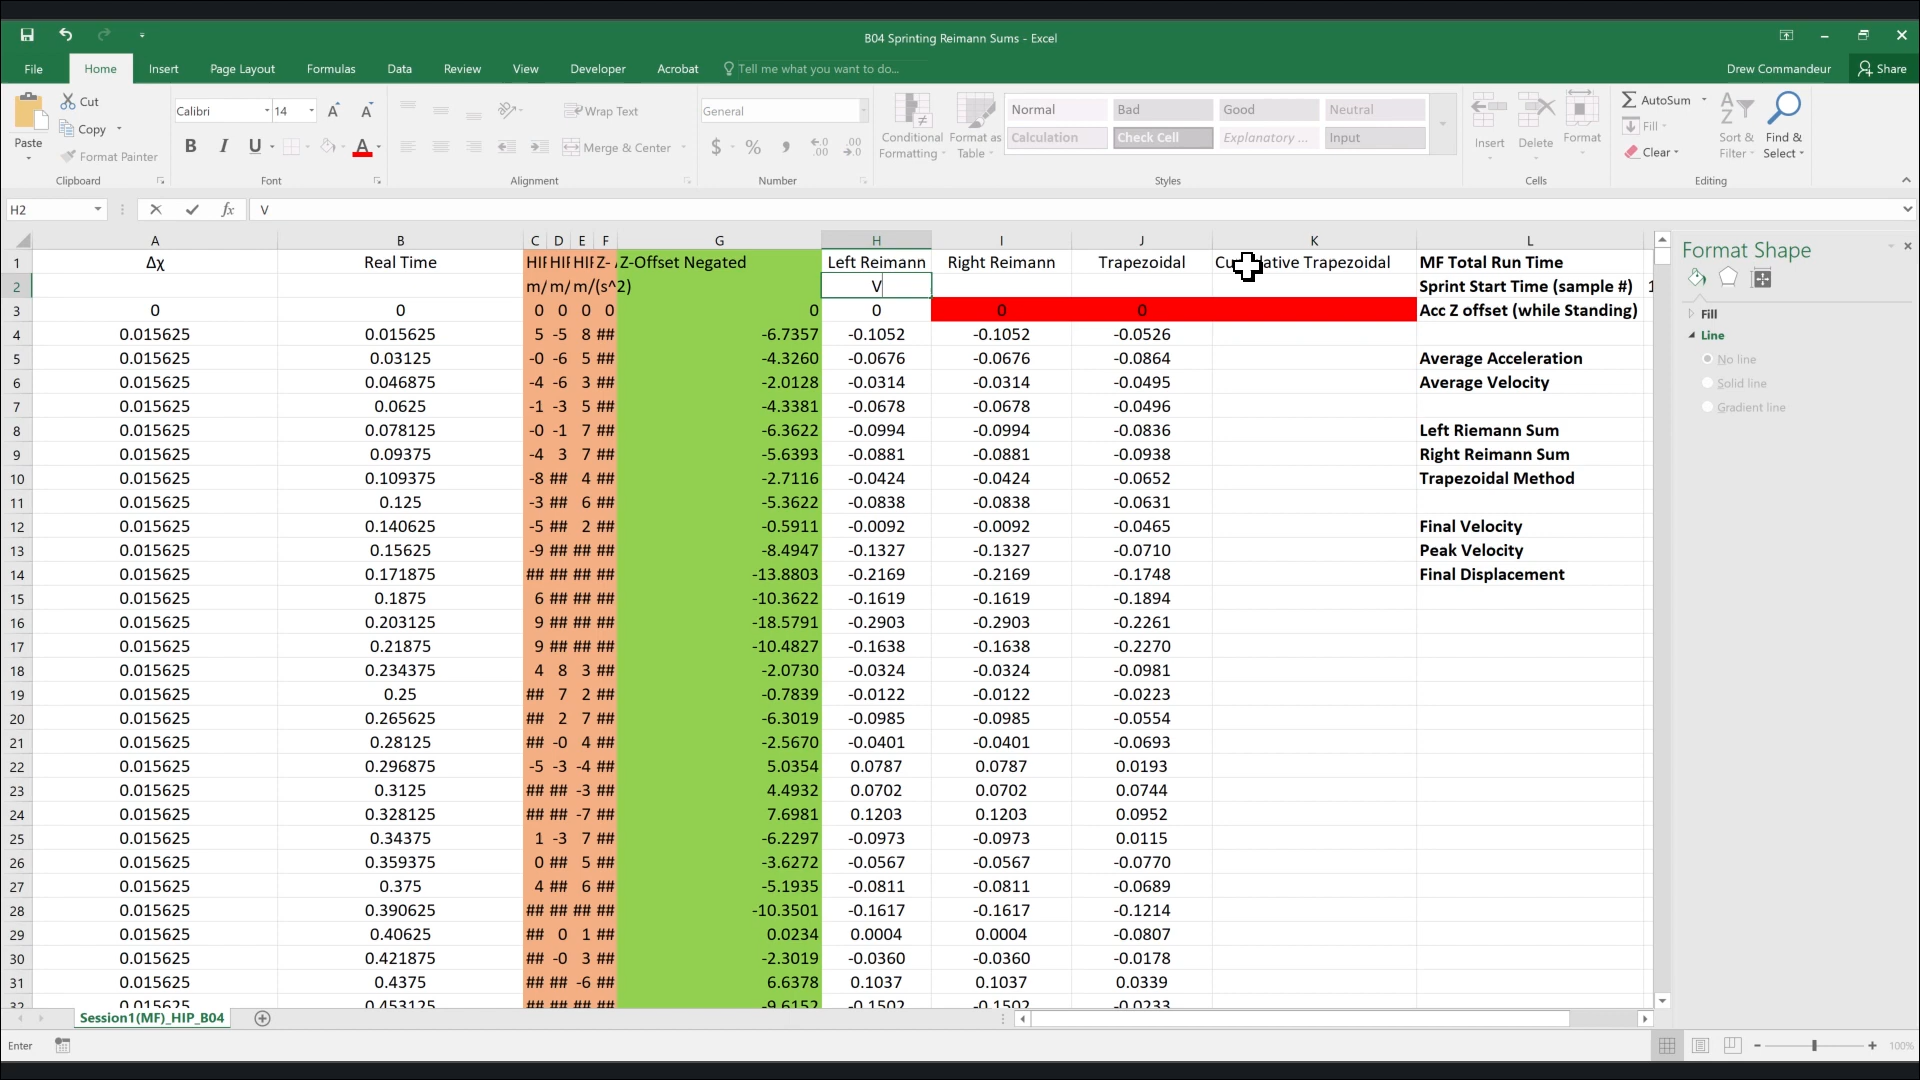 B04 Sprinting Reimann Sums - Excel
File Home Insert Page Layout Formulas Data Review View Developer Acrobat Tell me what you want to do... Drew Commandeur Share
Paste Cut Copy Format Painter
Calibri 14 B I U A
Wrap Text Merge & Center
General $ %
Conditional Formatting Format as Table
Normal Bad Good Neutral
Calculation Check Cell Explanatory ... Input
Insert Delete Format
AutoSum Fill Clear Sort & Filter Find & Select
Clipboard Font Alignment Number Styles Cells Editing
H2 fx V
A B C D E F G H I J K L
1 Δχ Real Time HIF HIF HIF Z- Z-Offset Negated Left Reimann Right Reimann Trapezoidal MF Total Run Time
2 m/ m/ m/(s^2) V Sprint Start Time (sample #) 1
3 0 0 0 0 0 0 0 0 0 0 Acc Z offset (while Standing)
4 0.015625 0.015625 5 -5 8 ## -6.7357 -0.1052 -0.1052 -0.0526
5 0.015625 0.03125 -0 -6 5 ## -4.3260 -0.0676 -0.0676 -0.0864 Average Acceleration
6 0.015625 0.046875 -4 -6 3 ## -2.0128 -0.0314 -0.0314 -0.0495 Average Velocity
7 0.015625 0.0625 -1 -3 5 ## -4.3381 -0.0678 -0.0678 -0.0496
8 0.015625 0.078125 -0 -1 7 ## -6.3622 -0.0994 -0.0994 -0.0836 Left Riemann Sum
9 0.015625 0.09375 -4 3 7 ## -5.6393 -0.0881 -0.0881 -0.0938 Right Reimann Sum
10 0.015625 0.109375 -8 ## 4 ## -2.7116 -0.0424 -0.0424 -0.0652 Trapezoidal Method
11 0.015625 0.125 -3 ## 6 ## -5.3622 -0.0838 -0.0838 -0.0631
12 0.015625 0.140625 -5 ## 2 ## -0.5911 -0.0092 -0.0092 -0.0465 Final Velocity
13 0.015625 0.15625 -9 ## ## ## -8.4947 -0.1327 -0.1327 -0.0710 Peak Velocity
14 0.015625 0.171875 ## ## ## ## -13.8803 -0.2169 -0.2169 -0.1748 Final Displacement
15 0.015625 0.1875 6 ## ## ## -10.3622 -0.1619 -0.1619 -0.1894
16 0.015625 0.203125 9 ## ## ## -18.5791 -0.2903 -0.2903 -0.2261
17 0.015625 0.21875 9 ## ## ## -10.4827 -0.1638 -0.1638 -0.2270
18 0.015625 0.234375 4 8 3 ## -2.0730 -0.0324 -0.0324 -0.0981
19 0.015625 0.25 ## 7 2 ## -0.7839 -0.0122 -0.0122 -0.0223
20 0.015625 0.265625 ## 2 7 ## -6.3019 -0.0985 -0.0985 -0.0554
21 0.015625 0.28125 ## -0 4 ## -2.5670 -0.0401 -0.0401 -0.0693
22 0.015625 0.296875 -5 -3 -4 ## 5.0354 0.0787 0.0787 0.0193
23 0.015625 0.3125 ## ## -3 ## 4.4932 0.0702 0.0702 0.0744
24 0.015625 0.328125 ## ## -7 ## 7.6981 0.1203 0.1203 0.0952
25 0.015625 0.34375 1 -3 7 ## -6.2297 -0.0973 -0.0973 0.0115
26 0.015625 0.359375 0 ## 5 ## -3.6272 -0.0567 -0.0567 -0.0770
27 0.015625 0.375 4 ## 6 ## -5.1935 -0.0811 -0.0811 -0.0689
28 0.015625 0.390625 ## ## ## ## -10.3501 -0.1617 -0.1617 -0.1214
29 0.015625 0.40625 ## 0 1 ## 0.0234 0.0004 0.0004 -0.0807
30 0.015625 0.421875 ## -0 3 ## -2.3019 -0.0360 -0.0360 -0.0178
31 0.015625 0.4375 ## ## -6 ## 6.6378 0.1037 0.1037 0.0339
32 0.015625 0.453125 ## ## ## ## -9.6152 -0.1502 -0.1502 -0.0233
Format Shape
Fill
Line
No line
Solid line
Gradient line
Session1(MF)_HIP_B04
Enter 100%